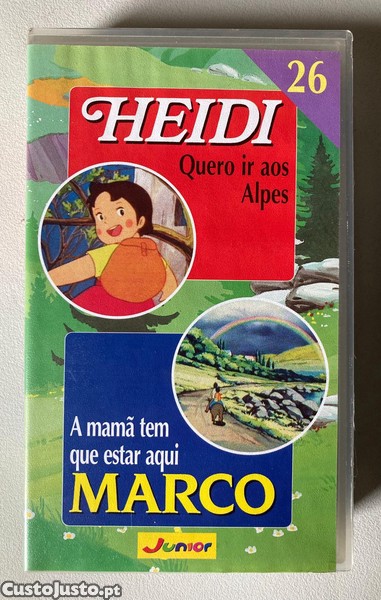 26
HEIDI
Quero ir aos
Alpes
A mamã tem
que estar aqui
MARCO
Junior
CustoJusto.pt